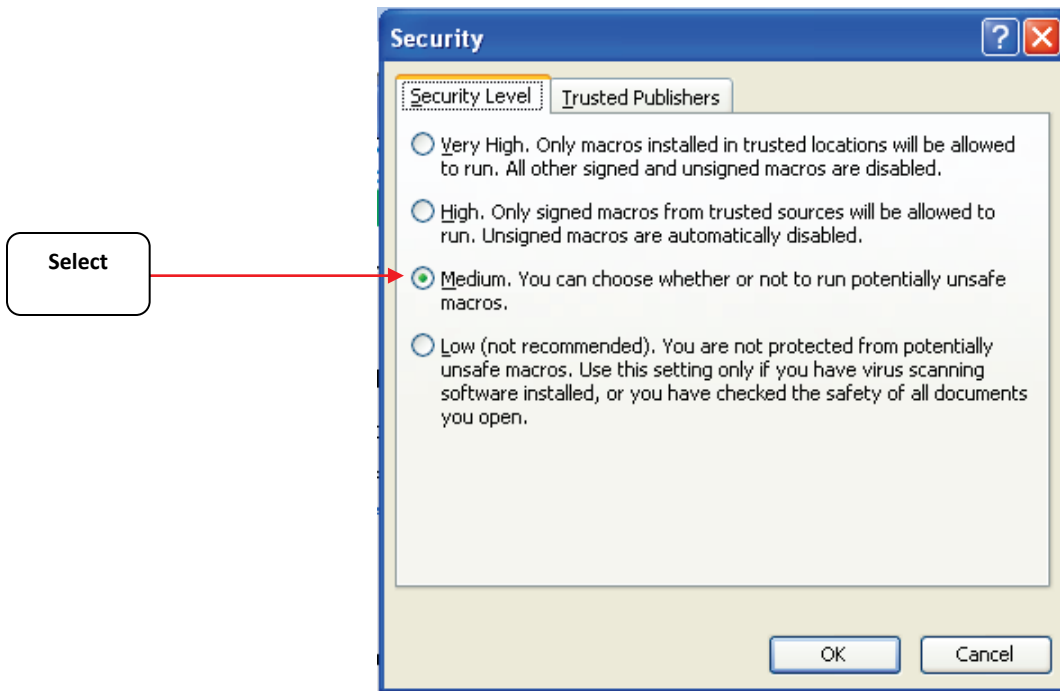 Security
?
Security Level
Trusted Publishers
Very High. Only macros installed in trusted locations will be allowed
to run. All other signed and unsigned macros are disabled.
High. Only signed macros from trusted sources will be allowed to
run. Unsigned macros are automatically disabled.
Select
Medium. You can choose whether or not to run potentially unsafe
macros.
Low (not recommended). You are not protected from potentially
unsafe macros. Use this setting only if you have virus scanning
software installed, or you have checked the safety of all documents
you open.
OK
Cancel